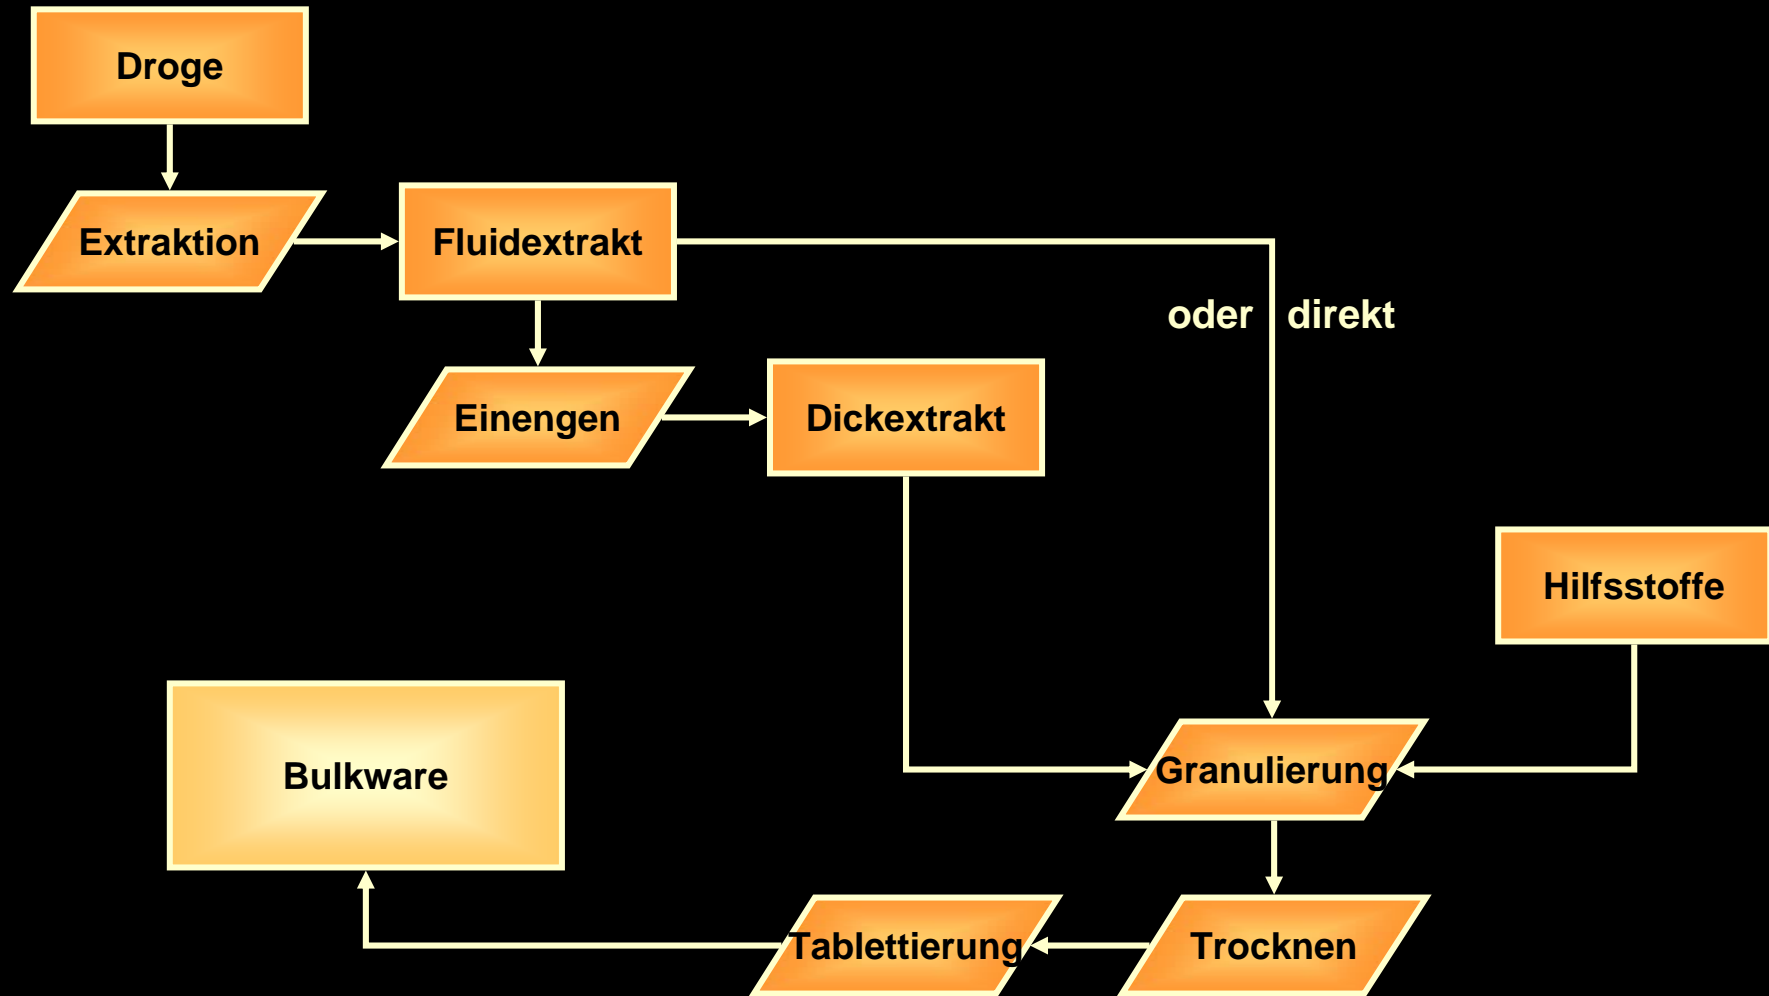 Droge
Extraktion
Fluidextrakt
oder direkt
Einengen
Dickextrakt
Hilfsstoffe
Granulierung
Bulkware
Tablettierung
Trocknen